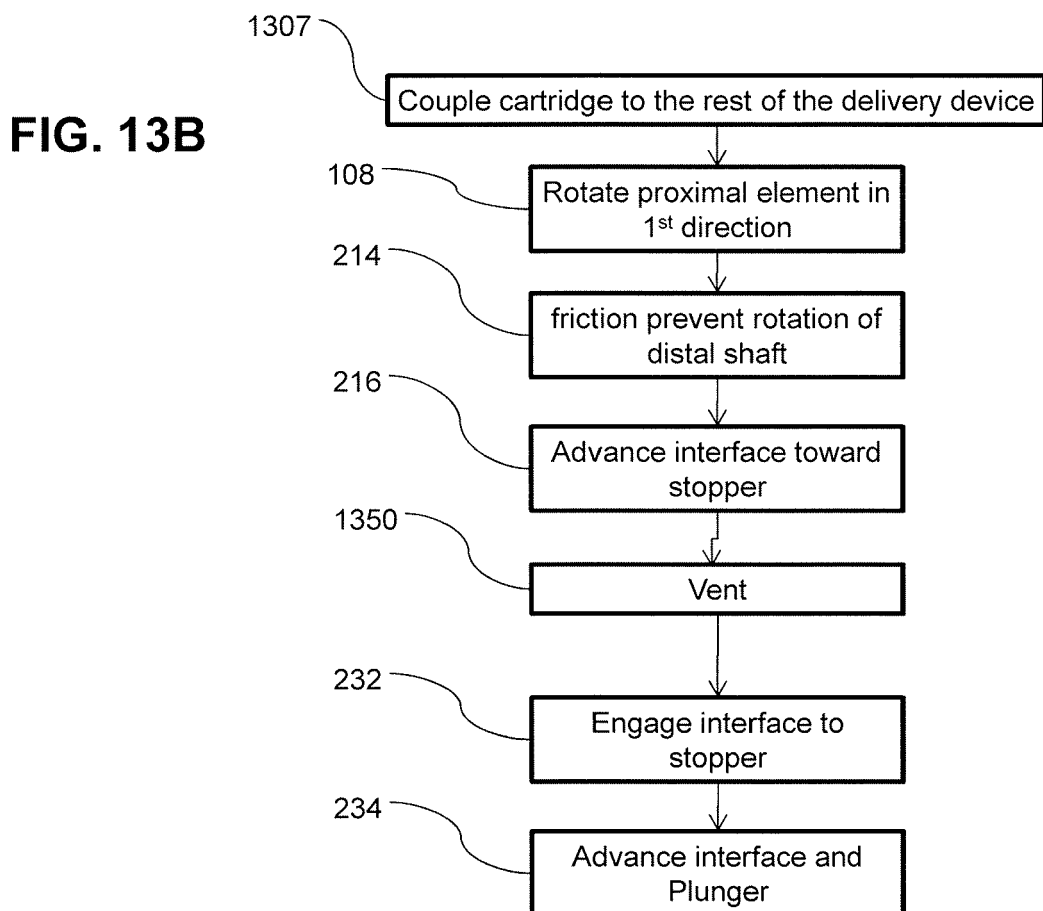 1307
Couple cartridge to the rest of the delivery device
FIG. 13B
108
Rotate proximal element in
1st direction
214
friction prevent rotation of
distal shaft
216
Advance interface toward
stopper
1350
Vent
232
Engage interface to
stopper
234
Advance interface and
Plunger